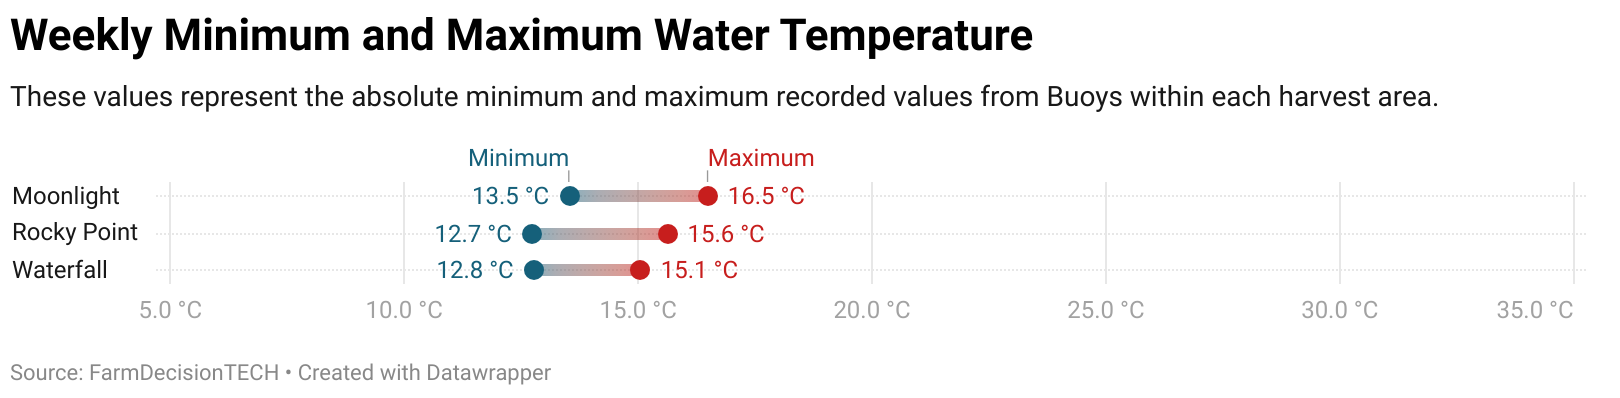 Weekly Minimum and Maximum Water Temperature
These values represent the absolute minimum and maximum recorded values from Buoys within each harvest area.
Minimum Maximum
Moonlight 13.5 °C 16.5 °C
Rocky Point 12.7 °C 15.6 °C
Waterfall 12.8 °C 15.1 °C
5.0 °C 10.0 °C 15.0 °C 20.0 °C 25.0 °C 30.0 °C 35.0 °C
Source: FarmDecisionTECH • Created with Datawrapper